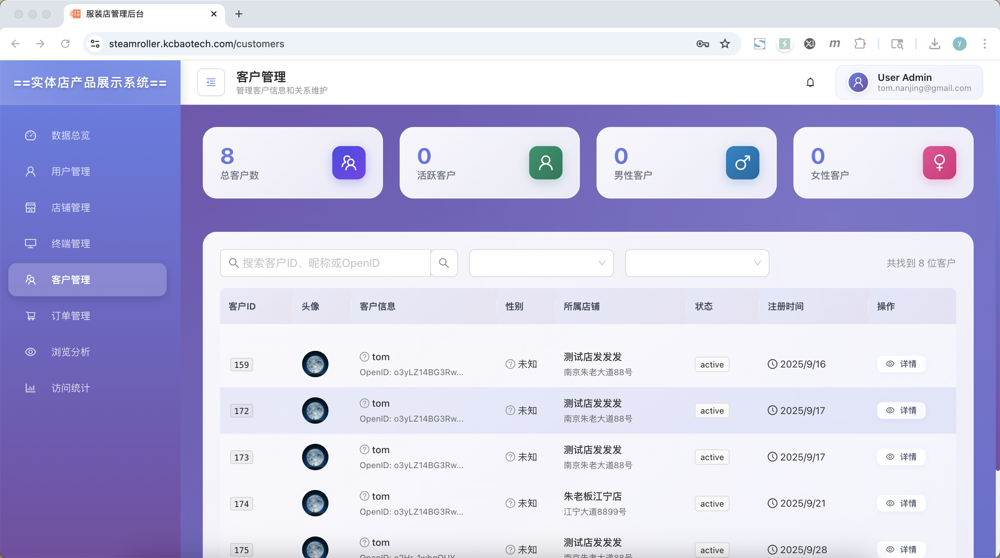 服装店管理后台
steamroller.kcbaotech.com/customers
y
==实体店产品展示系统==
客户管理
管理客户信息和关系维护
User Admin
tom.nanjing@gmail.com
数据总览
用户管理
店铺管理
终端管理
客户管理
订单管理
浏览分析
访问统计
8
总客户数
0
活跃客户
0
男性客户
0
女性客户
搜索客户ID、昵称或OpenID
共找到 8 位客户
客户ID 头像 客户信息 性别 所属店铺 状态 注册时间 操作
159 tom 未知 测试店发发发 active 2025/9/16 详情
OpenID: o3yLZ14BG3Rw... 南京朱老大道88号
172 tom 未知 测试店发发发 active 2025/9/17 详情
OpenID: o3yLZ14BG3Rw... 南京朱老大道88号
173 tom 未知 测试店发发发 active 2025/9/17 详情
OpenID: o3yLZ14BG3Rw... 南京朱老大道88号
174 tom 未知 朱老板江宁店 active 2025/9/21 详情
OpenID: o3yLZ14BG3Rw... 江宁大道8899号
175 tom 未知 测试店发发发 active 2025/9/28 详情